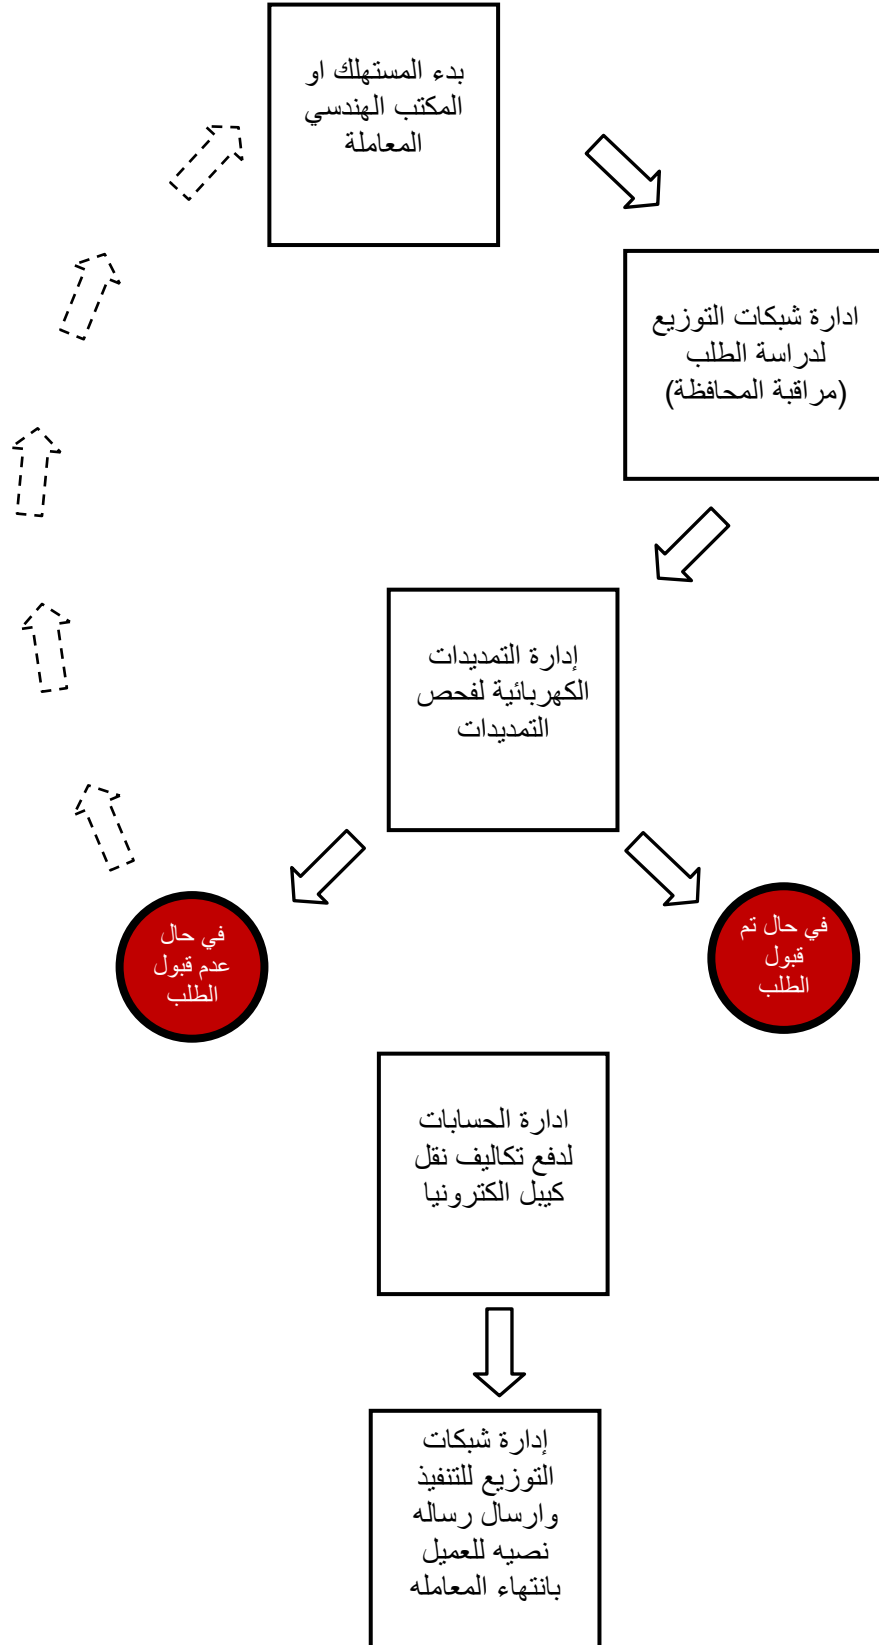 بدء المستهلك او
المكتب الهندسي
المعاملة
ادارة شبكات التوزيع
لدراسة الطلب
(مراقبة المحافظة)
إدارة التمديدات
الكهربائية لفحص
التمديدات
في حال تم
قبول
الطلب
في حال
عدم قبول
الطلب
ادارة الحسابات
لدفع تكاليف نقل
كيبل الكترونيا
إدارة شبكات
التوزيع للتنفيذ
وارسال رساله
نصيه للعميل
بانتهاء المعامله